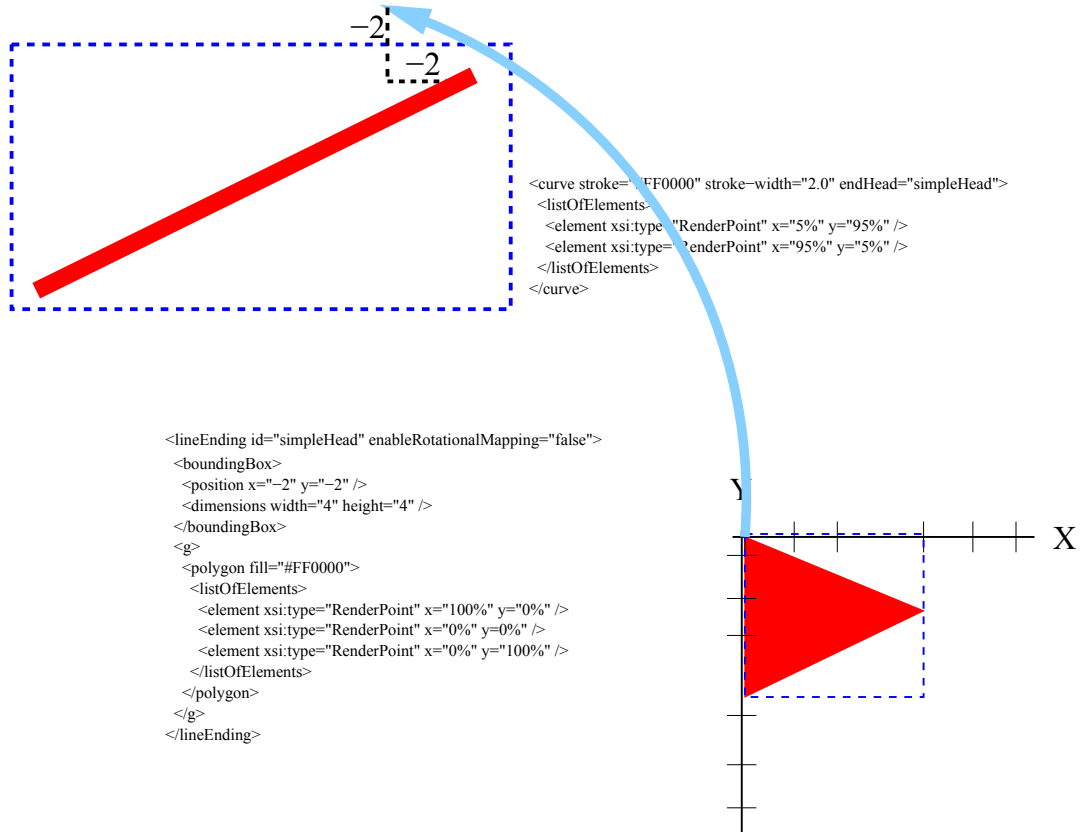 −2
−2
<curve stroke="#FF0000" stroke−width="2.0" endHead="simpleHead">
<listOfElements>
<element xsi:type="RenderPoint" x="5%" y="95%" />
<element xsi:type="RenderPoint" x="95%" y="5%" />
</listOfElements>
</curve>
<lineEnding id="simpleHead" enableRotationalMapping="false">
<boundingBox>
<position x="−2" y="−2" />
<dimensions width="4" height="4" />
</boundingBox>
<g>
<polygon fill="#FF0000">
<listOfElements>
<element xsi:type="RenderPoint" x="100%" y="0%" />
<element xsi:type="RenderPoint" x="0%" y=0%" />
<element xsi:type="RenderPoint" x="0%" y="100%" />
</listOfElements>
</polygon>
</g>
</lineEnding>
Y
X